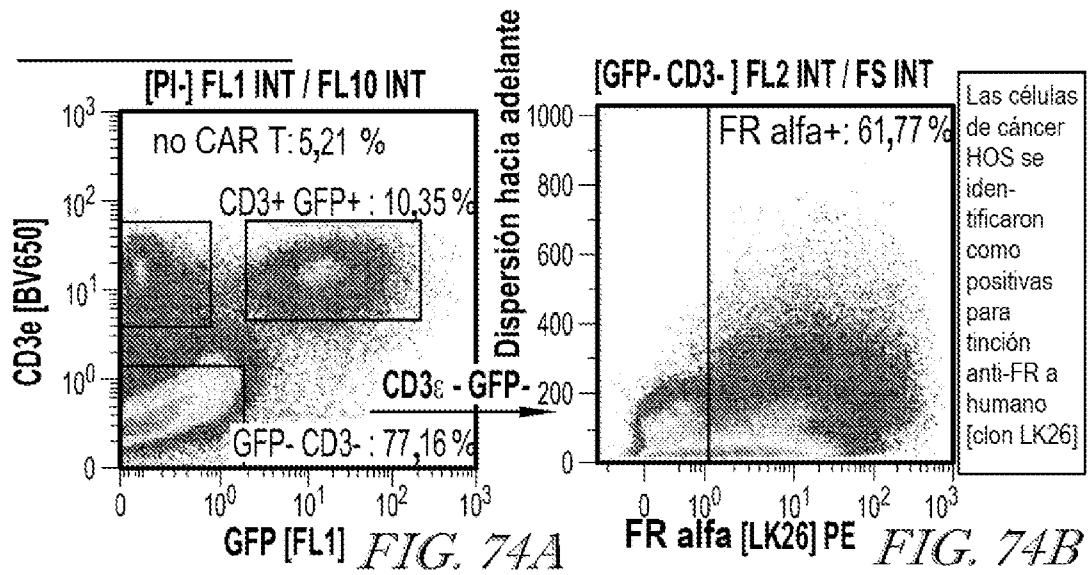 [PI-] FL1 INT / FL10 INT
10³
10²
10¹
10⁰
0
CD3e [BV650]
no CAR T: 5,21 %
CD3+ GFP+ : 10,35 %
GFP- CD3- : 77,16 %
0
10⁰
10¹
10²
10³
GFP [FL1]
FIG. 74A
CD3ε - GFP-
Dispersión hacia adelante
[GFP- CD3- ] FL2 INT / FS INT
1000
800
600
400
200
0
FR alfa+: 61,77 %
0
10⁰
10¹
10²
10³
FR alfa [LK26] PE
FIG. 74B
Las células
de cáncer
HOS se
iden-
tificaron
como
positivas
para
tinción
anti-FR a
humano
[clon LK26]